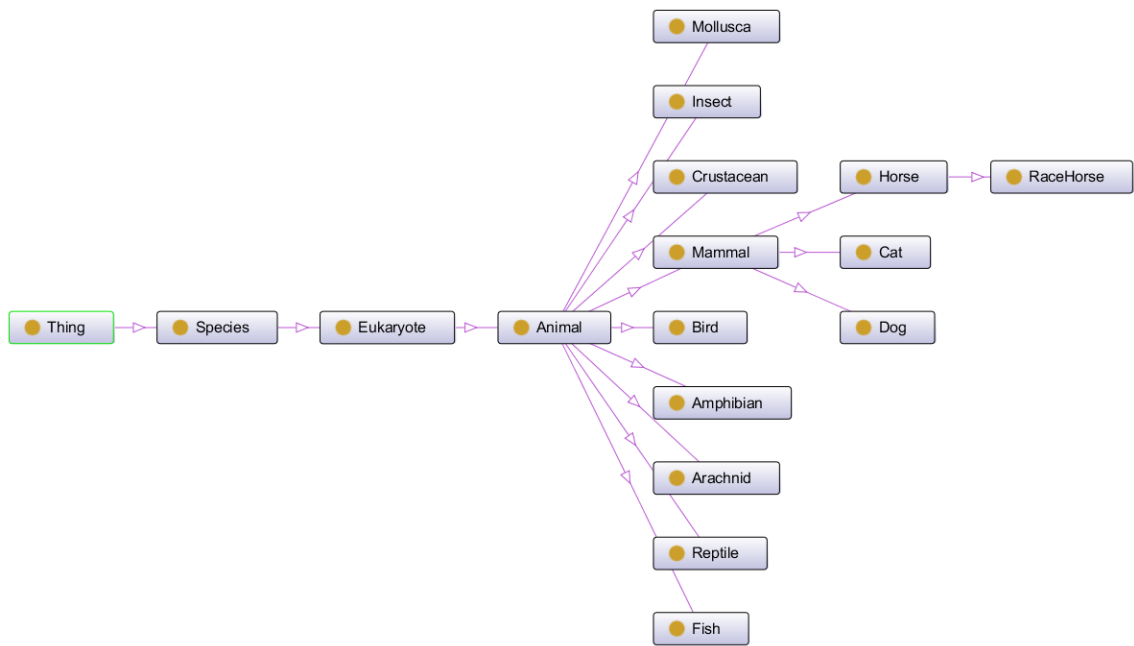 Mollusca
Insect
Crustacean
Horse
RaceHorse
Mammal
Cat
Thing
Species
Eukaryote
Animal
Bird
Dog
Amphibian
Arachnid
Reptile
Fish